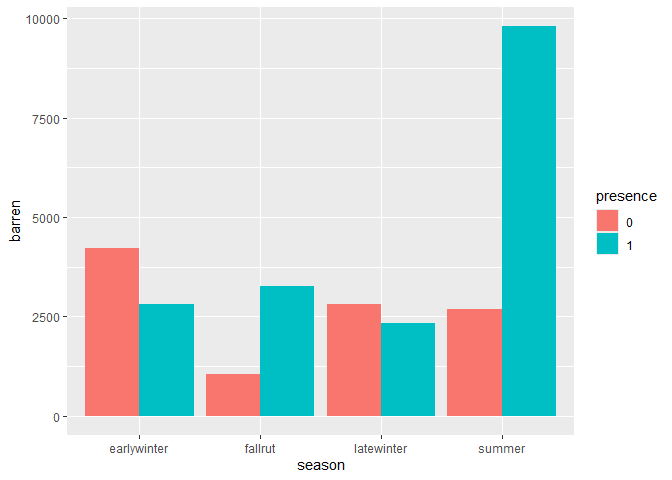 10000
7500
5000
2500
0
barren
earlywinter
fallrut
latewinter
summer
season
presence
0
1